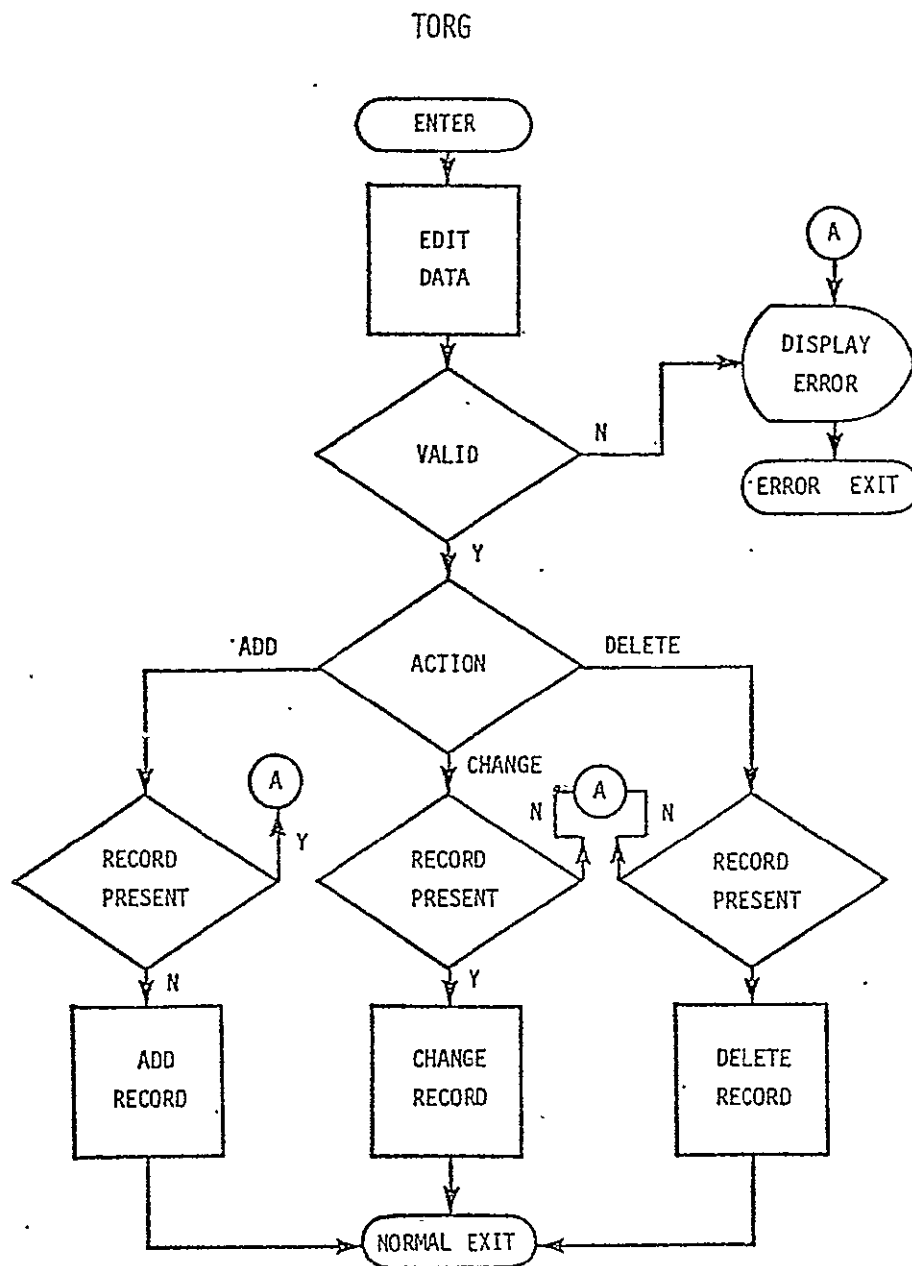 TORG
ENTER
EDIT
DATA
A
DISPLAY
ERROR
VALID
N
ERROR EXIT
Y
ADD
ACTION
DELETE
CHANGE
A
A
Y
N
N
RECORD
PRESENT
RECORD
PRESENT
RECORD
PRESENT
N
Y
ADD
RECORD
CHANGE
RECORD
DELETE
RECORD
NORMAL EXIT